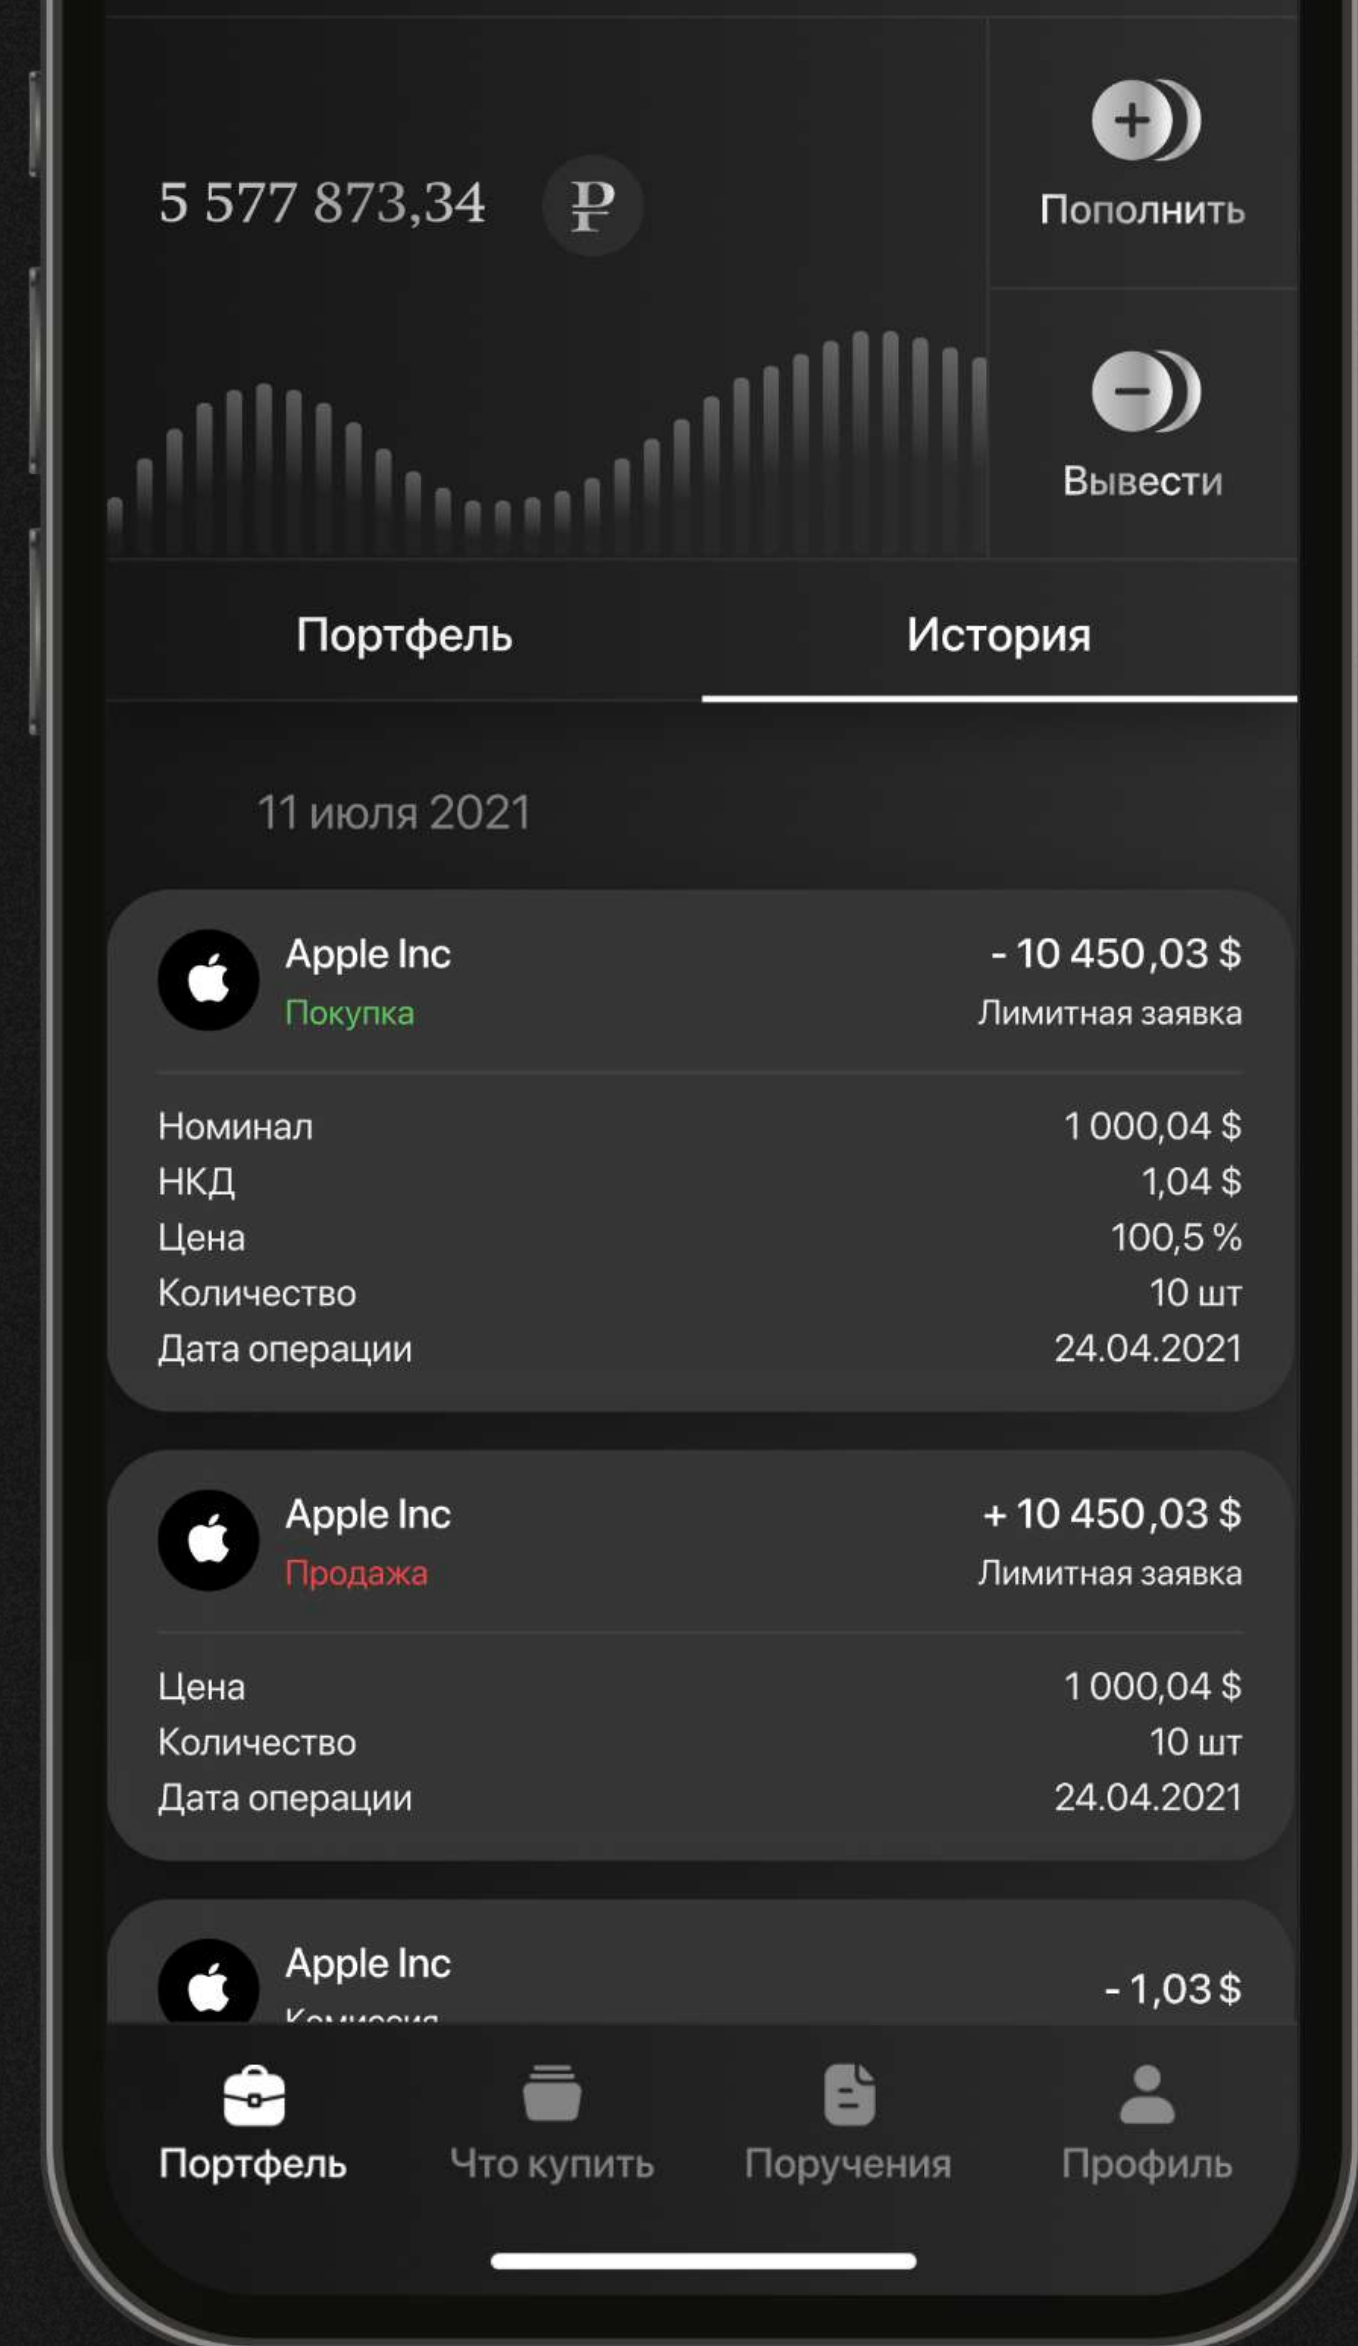 5 577 873,34 ₽
Пополнить
Вывести
Портфель История
11 июля 2021
Apple Inc - 10 450,03 $
Покупка Лимитная заявка
Номинал 1 000,04 $
НКД 1,04 $
Цена 100,5 %
Количество 10 шт
Дата операции 24.04.2021
Apple Inc + 10 450,03 $
Продажа Лимитная заявка
Цена 1 000,04 $
Количество 10 шт
Дата операции 24.04.2021
Apple Inc - 1,03 $
Комиссия
Портфель Что купить Поручения Профиль